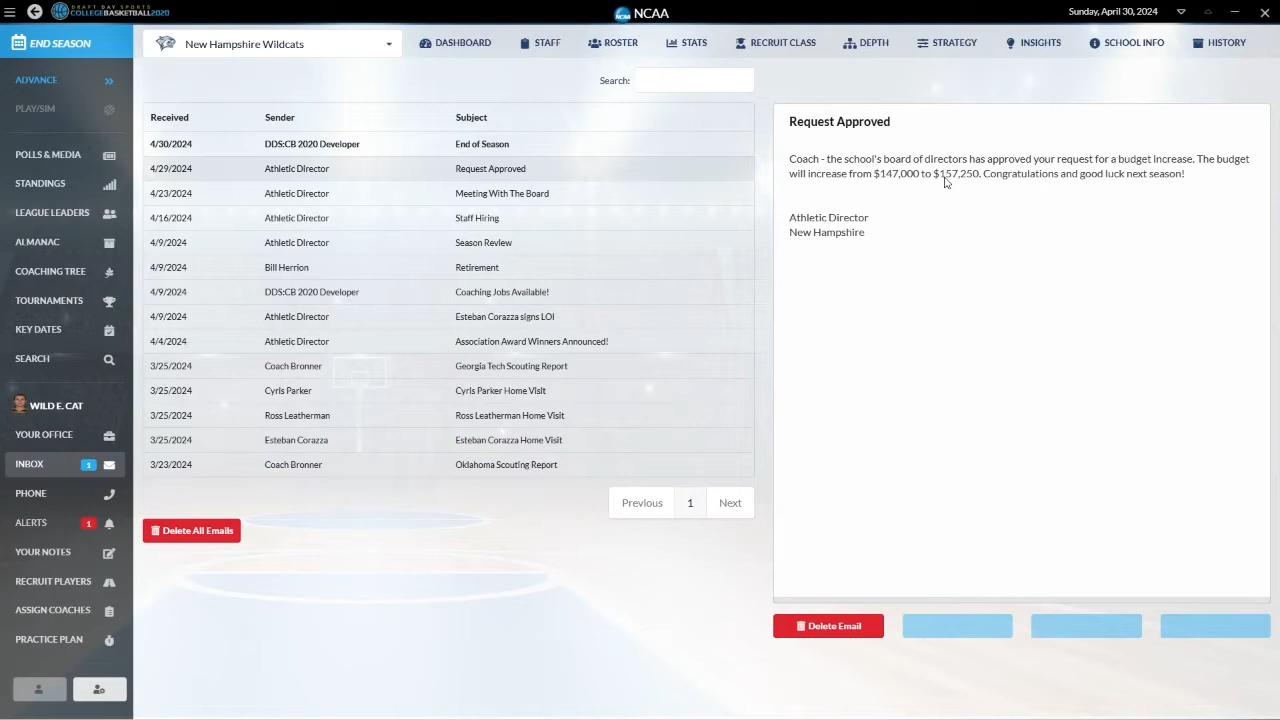 DRAFT DAY SPORTS
COLLEGE BASKETBALL 2020
NCAA
Sunday, April 30, 2024
END SEASON
New Hampshire Wildcats
DASHBOARD
STAFF
ROSTER
STATS
RECRUIT CLASS
DEPTH
STRATEGY
INSIGHTS
SCHOOL INFO
HISTORY
ADVANCE
PLAY/SIM
POLLS & MEDIA
STANDINGS
LEAGUE LEADERS
ALMANAC
COACHING TREE
TOURNAMENTS
KEY DATES
SEARCH
WILD E. CAT
YOUR OFFICE
INBOX 1
PHONE
ALERTS 1
YOUR NOTES
RECRUIT PLAYERS
ASSIGN COACHES
PRACTICE PLAN
Search:
Received Sender Subject
4/30/2024 DDS:CB 2020 Developer End of Season
4/29/2024 Athletic Director Request Approved
4/23/2024 Athletic Director Meeting With The Board
4/16/2024 Athletic Director Staff Hiring
4/9/2024 Athletic Director Season Review
4/9/2024 Bill Herrion Retirement
4/9/2024 DDS:CB 2020 Developer Coaching Jobs Available!
4/9/2024 Athletic Director Esteban Corazza signs LOI
4/4/2024 Athletic Director Association Award Winners Announced!
3/25/2024 Coach Bronner Georgia Tech Scouting Report
3/25/2024 Cyris Parker Cyris Parker Home Visit
3/25/2024 Ross Leatherman Ross Leatherman Home Visit
3/25/2024 Esteban Corazza Esteban Corazza Home Visit
3/23/2024 Coach Bronner Oklahoma Scouting Report
Previous 1 Next
Delete All Emails
Request Approved
Coach - the school's board of directors has approved your request for a budget increase. The budget
will increase from $147,000 to $157,250. Congratulations and good luck next season!
Athletic Director
New Hampshire
Delete Email